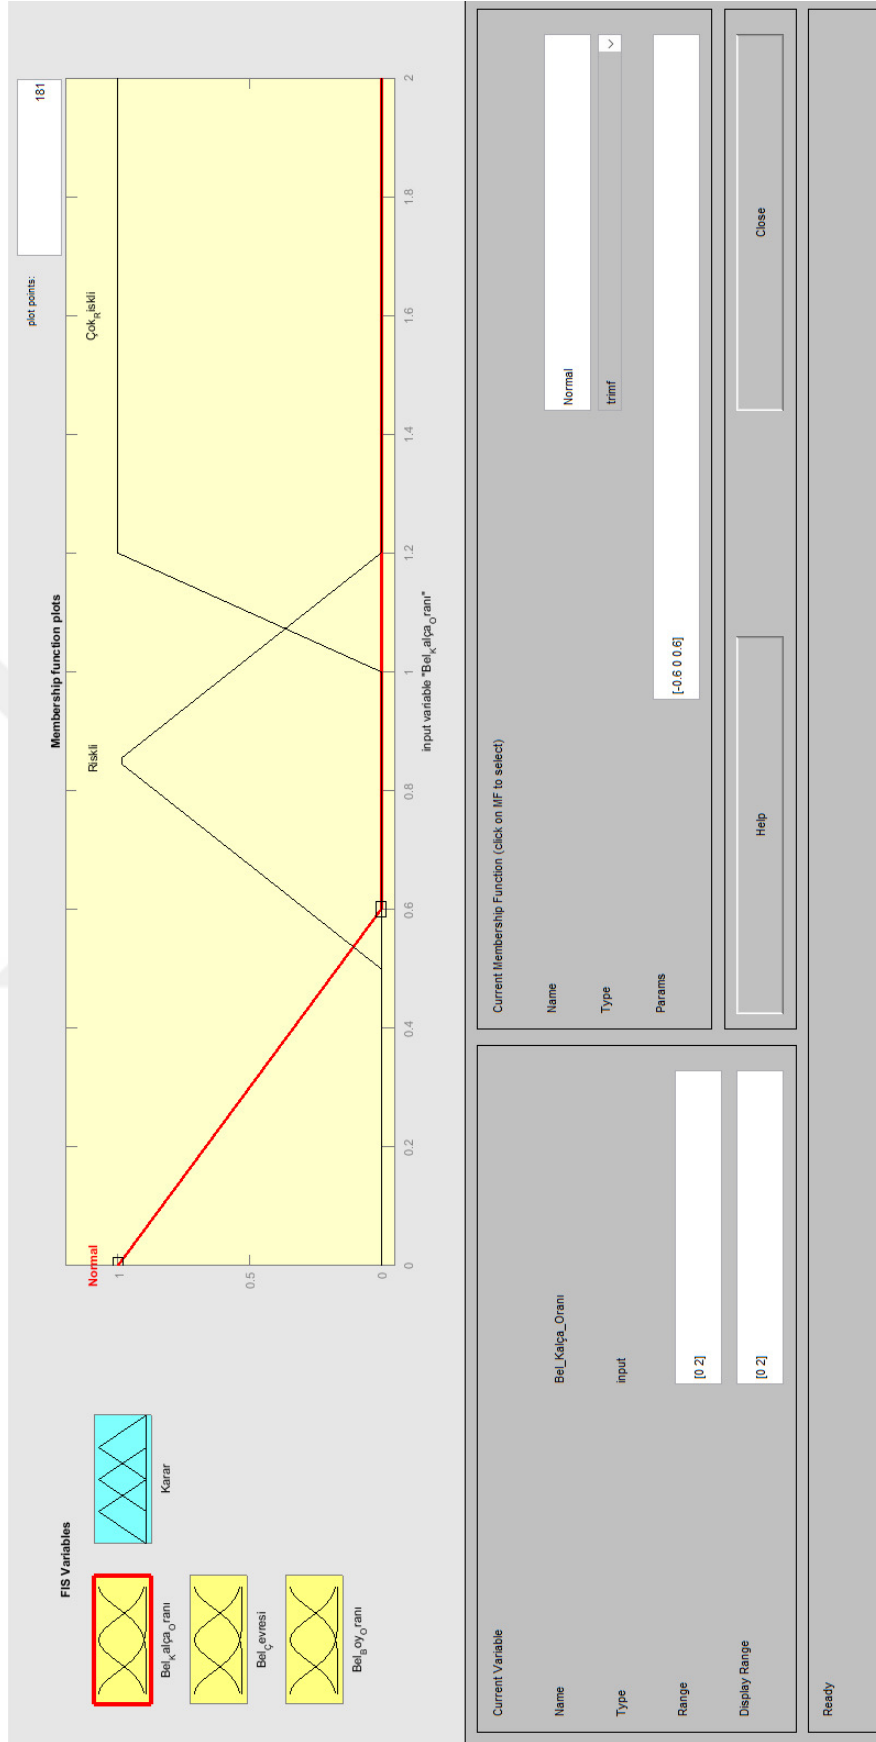 FIS Variables
Bel_Kalça_Oranı
Karar
Bel_Çevresi
Bel_Boy_Oranı
Membership function plots
plot points:
181
Normal
Riskli
Çok_Riskli
1
0.5
0
0
0.2
0.4
0.6
0.8
1
1.2
1.4
1.6
1.8
2
input variable "Bel_Kalça_Oranı"
Current Variable
Name
Bel_Kalça_Oranı
Type
input
Range
[0 2]
Display Range
[0 2]
Current Membership Function (click on MF to select)
Name
Normal
Type
trimf
Params
[-0.6 0 0.6]
Help
Close
Ready